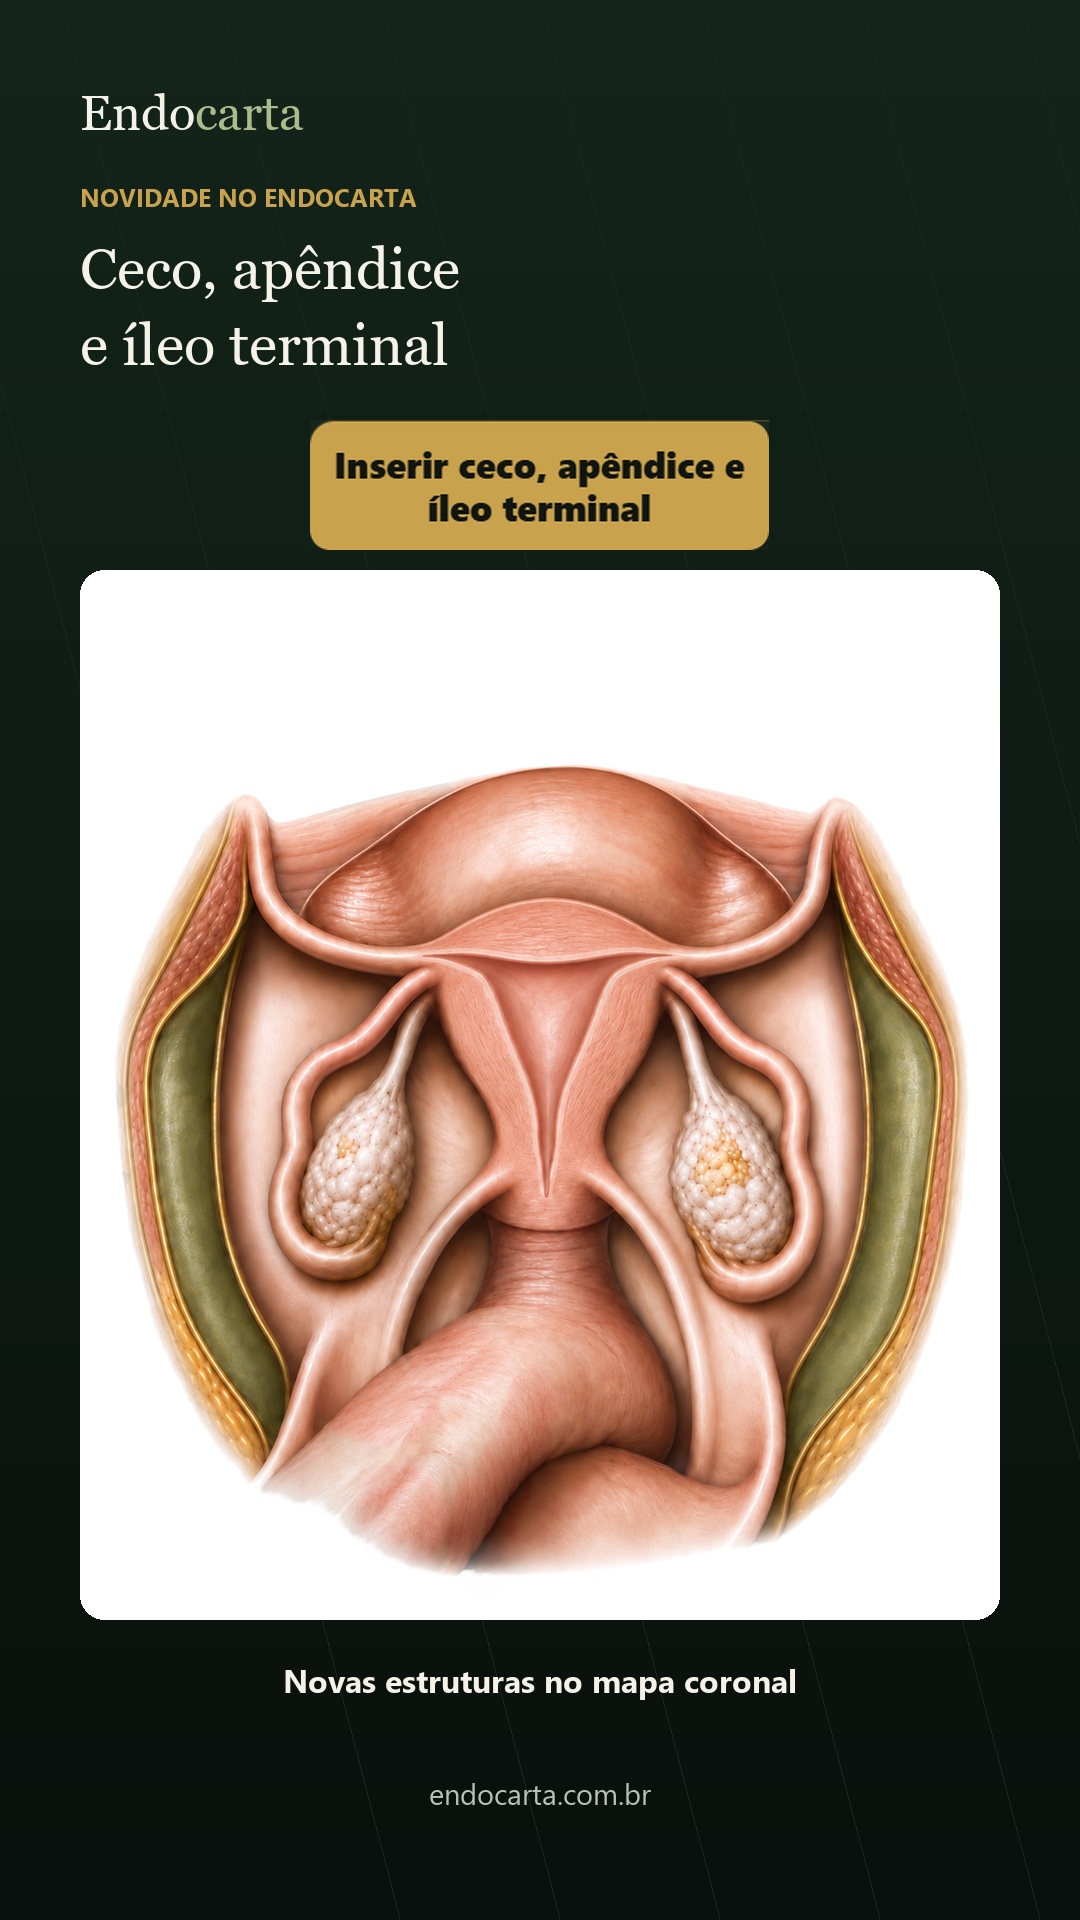 Endocarta
NOVIDADE NO ENDOCARTA
Ceco, apêndice
e íleo terminal
Inserir ceco, apêndice e
íleo terminal
Novas estruturas no mapa coronal
endocarta.com.br